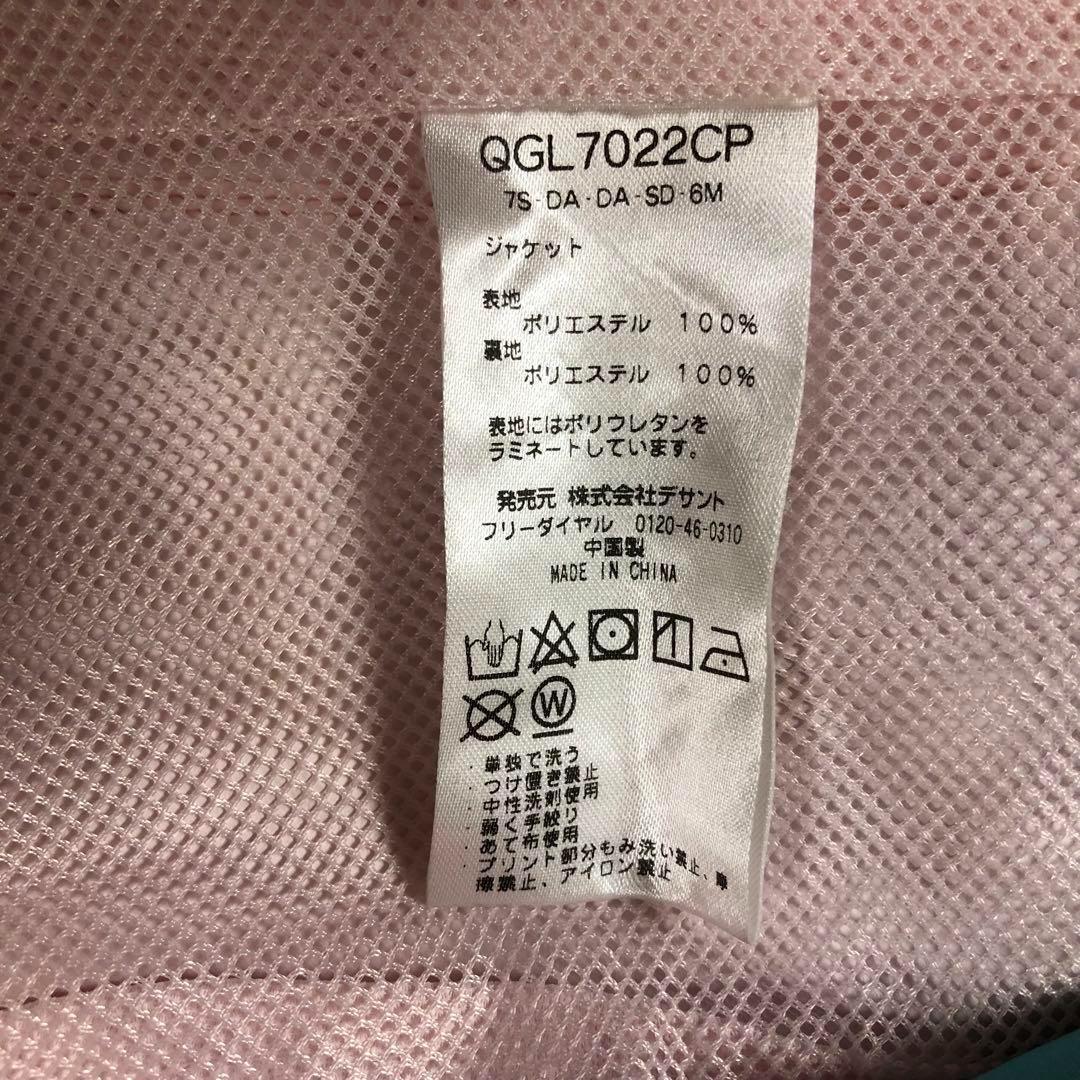 QGL7022CP
7S-DA-DA-SD-6M
ジャケット
表地
ポリエステル 100%
裏地
ポリエステル 100%
表地にはポリウレタンを
ラミネートしています。
発売元 株式会社デサント
フリーダイヤル 0120-46-0310
中国製
MADE IN CHINA
W
・単独で洗う
・つけ置き禁止
・中性洗剤使用
・弱く手絞り
・あて布使用
・プリント部分もみ洗い禁止、摩
擦禁止、アイロン禁止